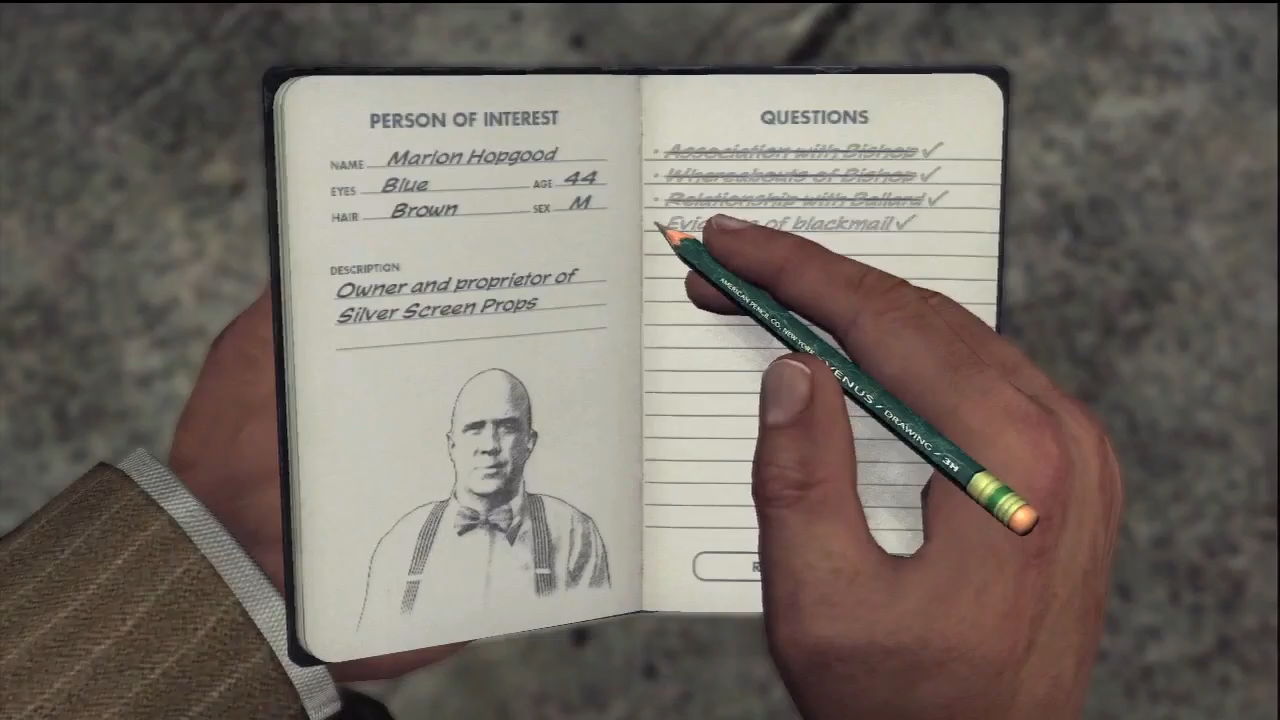 PERSON OF INTEREST
NAME Marlon Hopgood
EYES Blue AGE 44
HAIR Brown SEX M
DESCRIPTION
Owner and proprietor of
Silver Screen Props
QUESTIONS
· Association with Bishop ✓
· Whereabouts of Bishop ✓
· Relationship with Ballard ✓
of blackmail ✓
AMERICAN PENCIL CO. NEW YORK VENUS / DRAWING / 3H